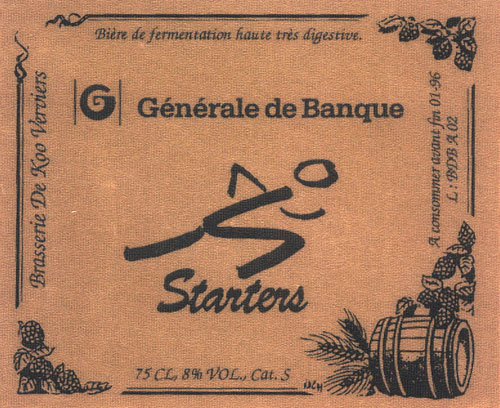 Bière de fermentation haute très digestive.
G Générale de Banque
Brasserie De Koo Verviers
A consommer avant fin 01-96
L : BDB A 02
Starters
75 CL, 8% VOL., Cat. S